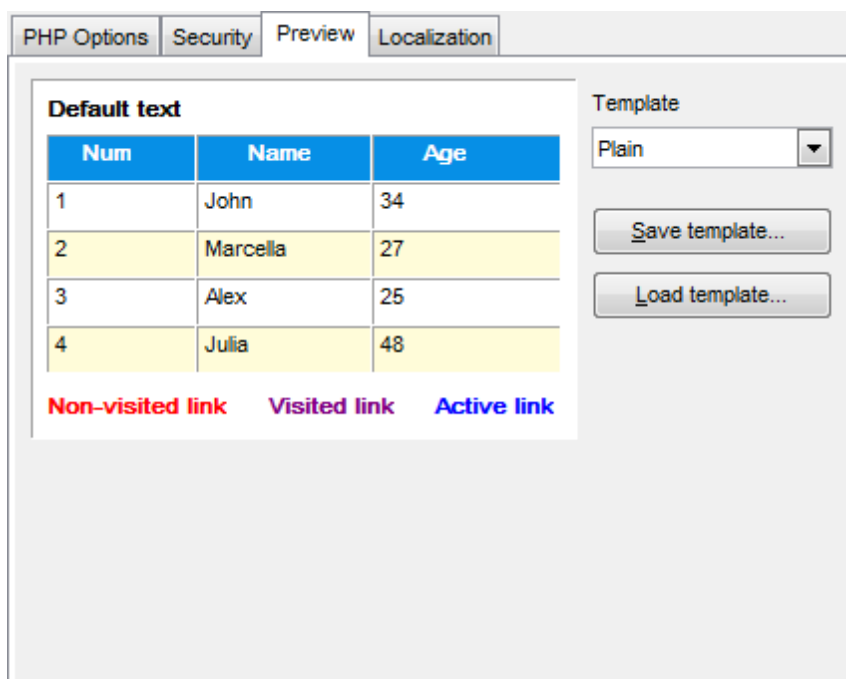 PHP Options Security Preview Localization
Default text
Template
Num Name Age
Plain
1 John 34
Save template...
2 Marcella 27
3 Alex 25
Load template...
4 Julia 48
Non-visited link Visited link Active link